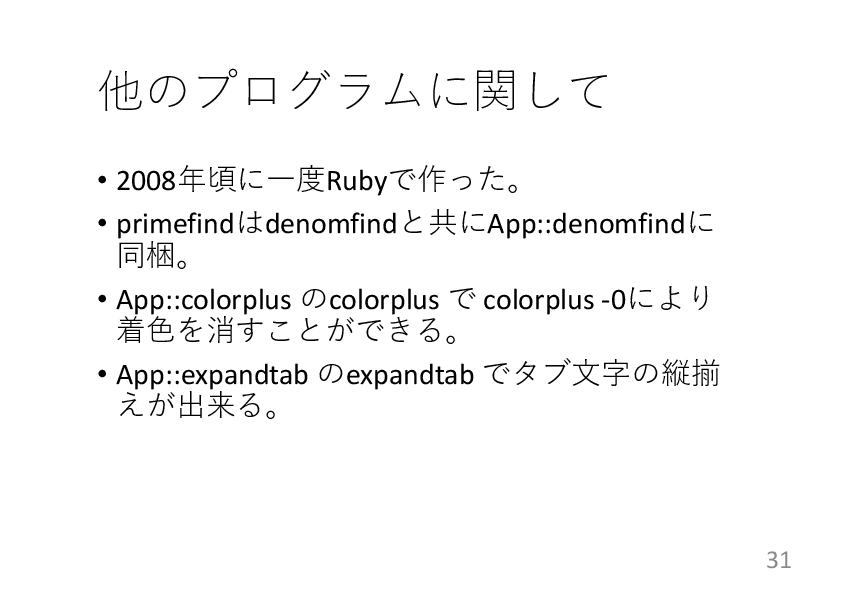 他のプログラムに関して
• 2008年頃に一度Rubyで作った。
• primefindはdenomfindと共にApp::denomfindに
同梱。
• App::colorplus のcolorplus で colorplus -0により
着色を消すことができる。
• App::expandtab のexpandtab でタブ文字の縦揃
えが出来る。
31